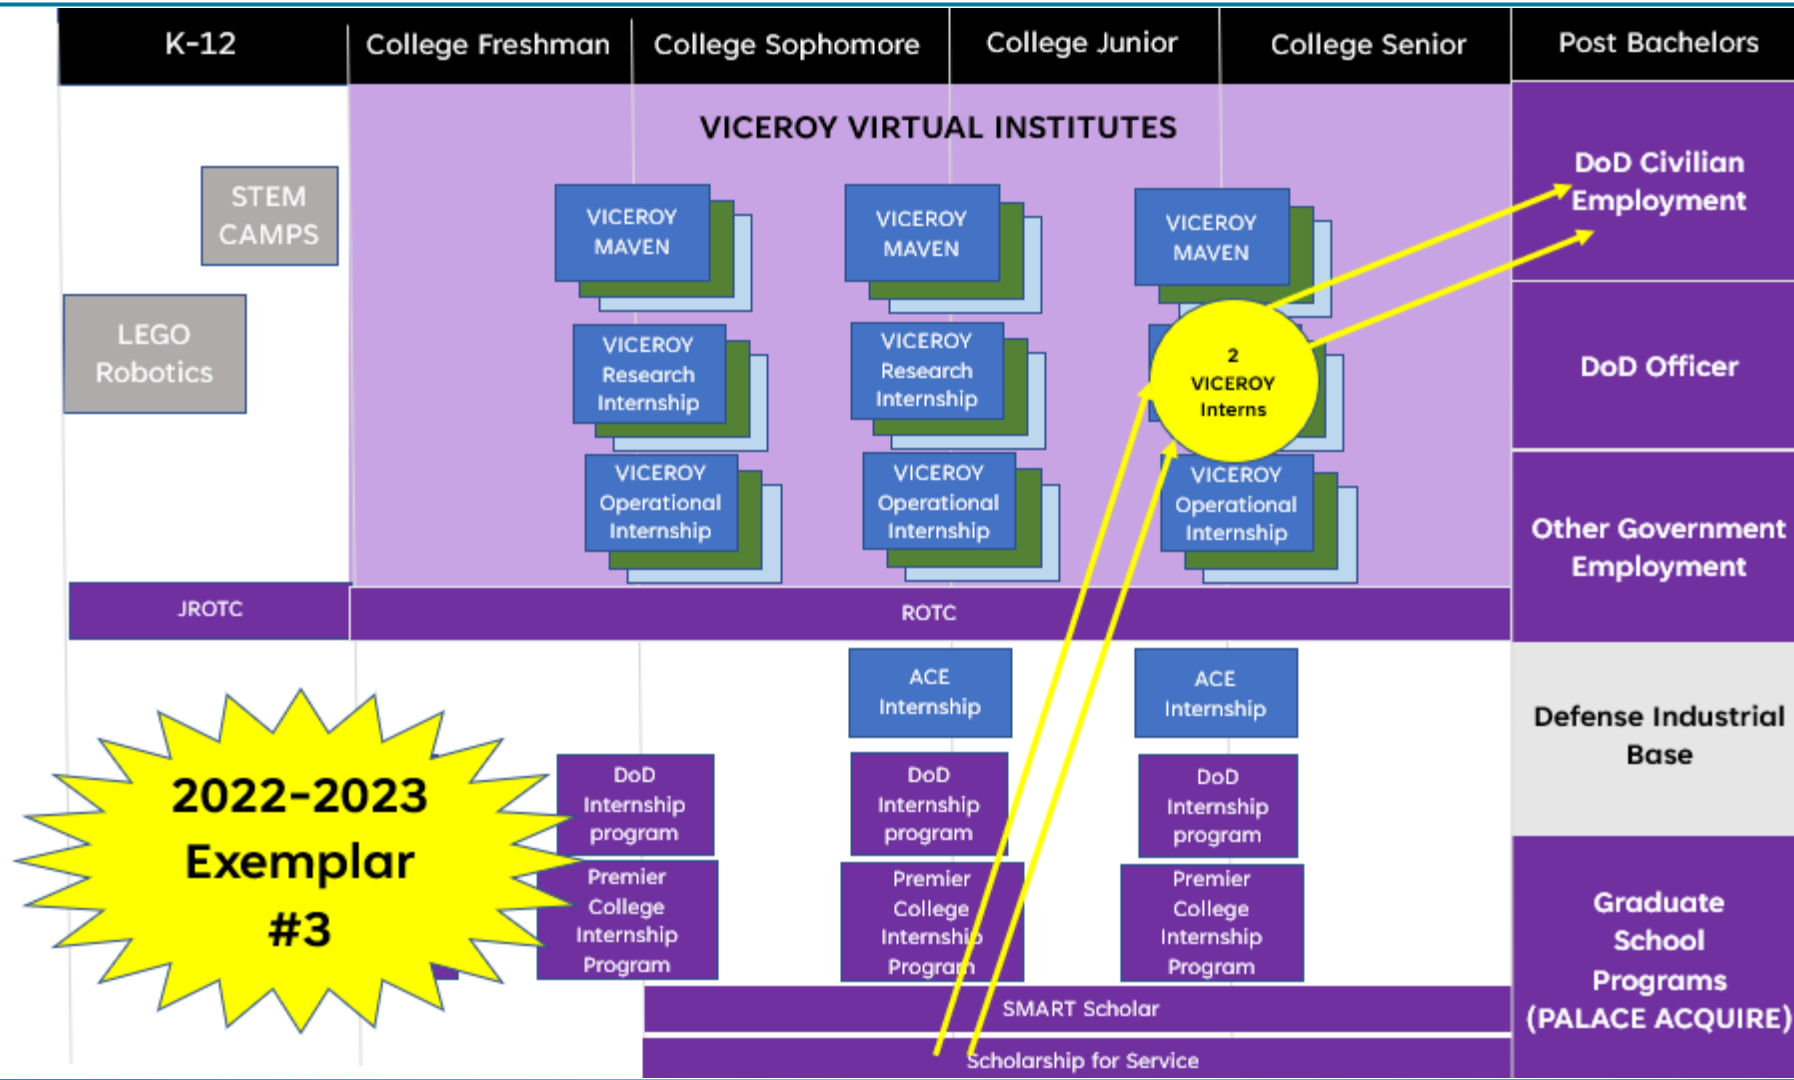 K-12
College Freshman
College Sophomore
College Junior
College Senior
Post Bachelors
VICEROY VIRTUAL INSTITUTES
STEM
CAMPS
LEGO
Robotics
VICEROY
MAVEN
VICEROY
MAVEN
VICEROY
MAVEN
VICEROY
Research
Internship
VICEROY
Research
Internship
2
VICEROY
Interns
VICEROY
Operational
Internship
VICEROY
Operational
Internship
VICEROY
Operational
Internship
DoD Civilian
Employment
DoD Officer
Other Government
Employment
JROTC
ROTC
ACE
Internship
ACE
Internship
Defense Industrial
Base
2022-2023
Exemplar
#3
DoD
Internship
program
DoD
Internship
program
DoD
Internship
program
Premier
College
Internship
Program
Premier
College
Internship
Program
Premier
College
Internship
Program
Graduate
School
Programs
(PALACE ACQUIRE)
SMART Scholar
Scholarship for Service